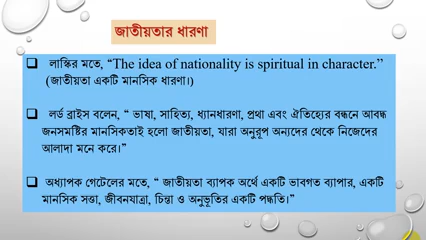 জাতীয়তার ধারণা
লাস্কির মতে, “The idea of nationality is spiritual in character.”
(জাতীয়তা একটি মানসিক ধারণা।)
লর্ড ব্রাইস বলেন, “ ভাষা, সাহিত্য, ধ্যানধারণা, প্রথা এবং ঐতিহ্যের বন্ধনে আবদ্ধ
জনসমষ্টির মানসিকতাই হলো জাতীয়তা, যারা অনুরূপ অন্যদের থেকে নিজেদের
আলাদা মনে করে।”
অধ্যাপক গেটেলের মতে, “ জাতীয়তা ব্যাপক অর্থে একটি ভাবগত ব্যাপার, একটি
মানসিক সত্তা, জীবনযাত্রা, চিন্তা ও অনুভূতির একটি পদ্ধতি।”